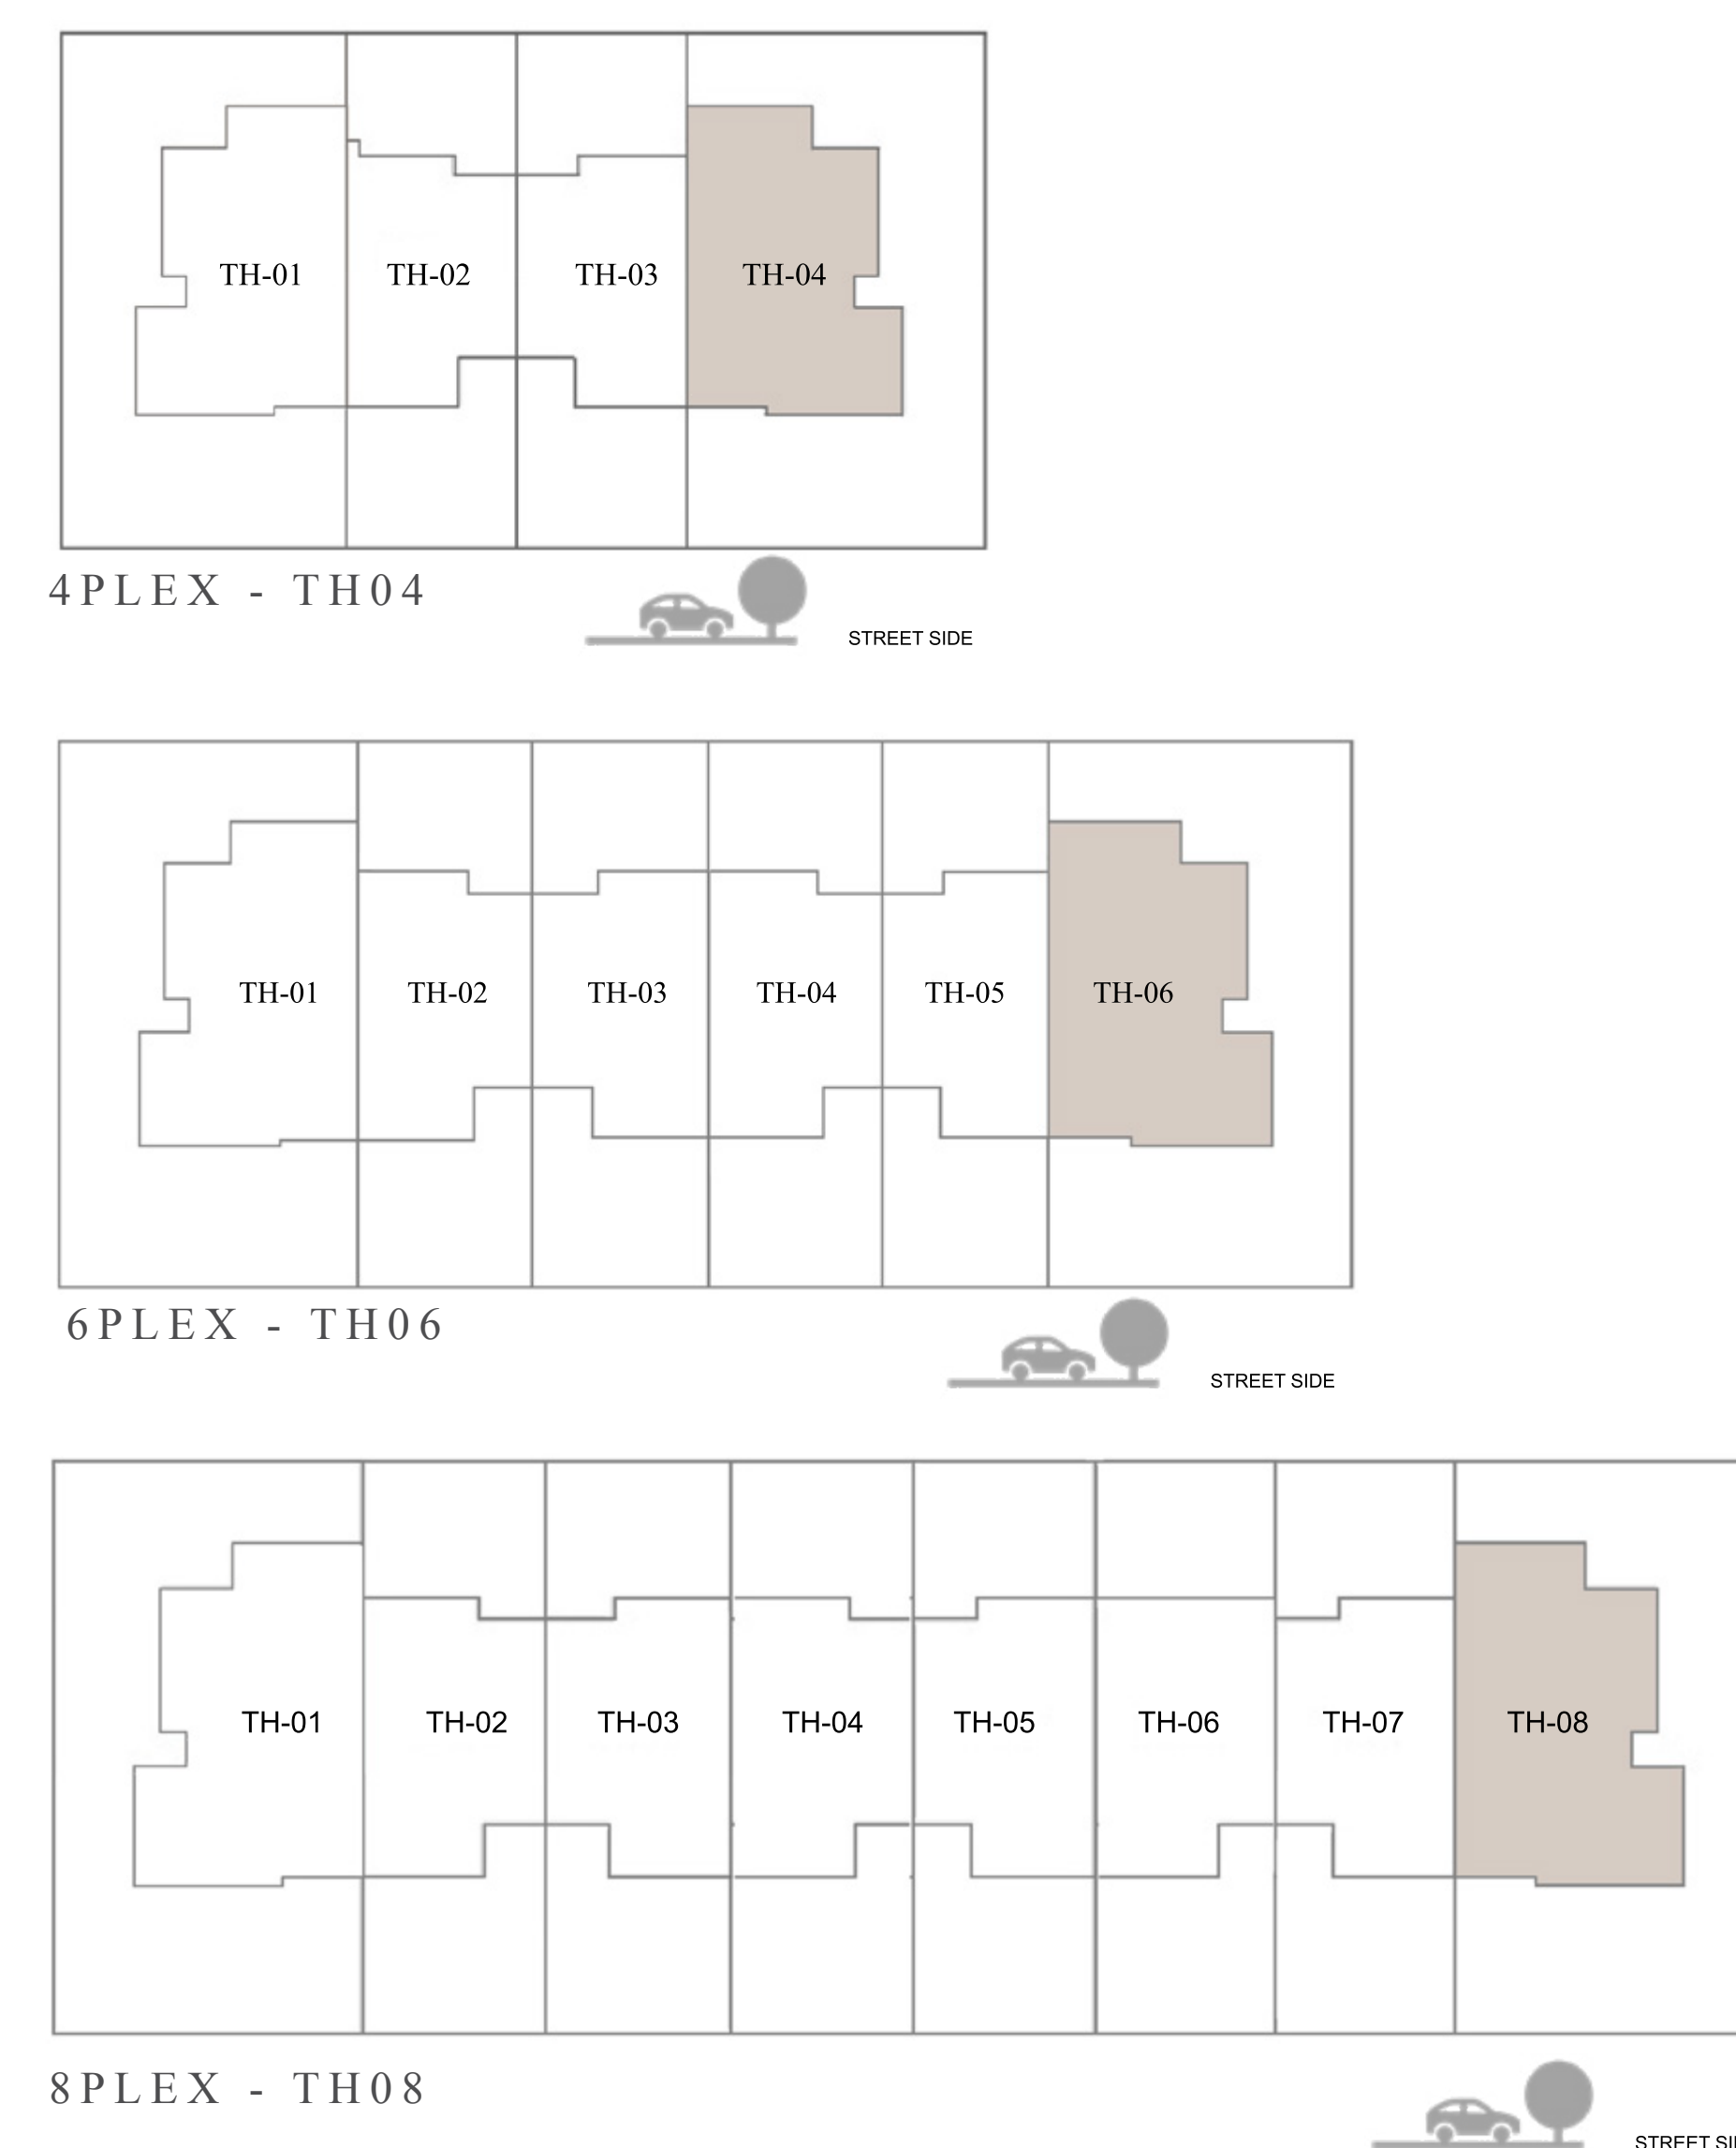 TH-01 TH-02 TH-03 TH-04
4PLEX - TH04
STREET SIDE
TH-01 TH-02 TH-03 TH-04 TH-05 TH-06
6PLEX - TH06
STREET SIDE
TH-01 TH-02 TH-03 TH-04 TH-05 TH-06 TH-07 TH-08
8PLEX - TH08
STREET